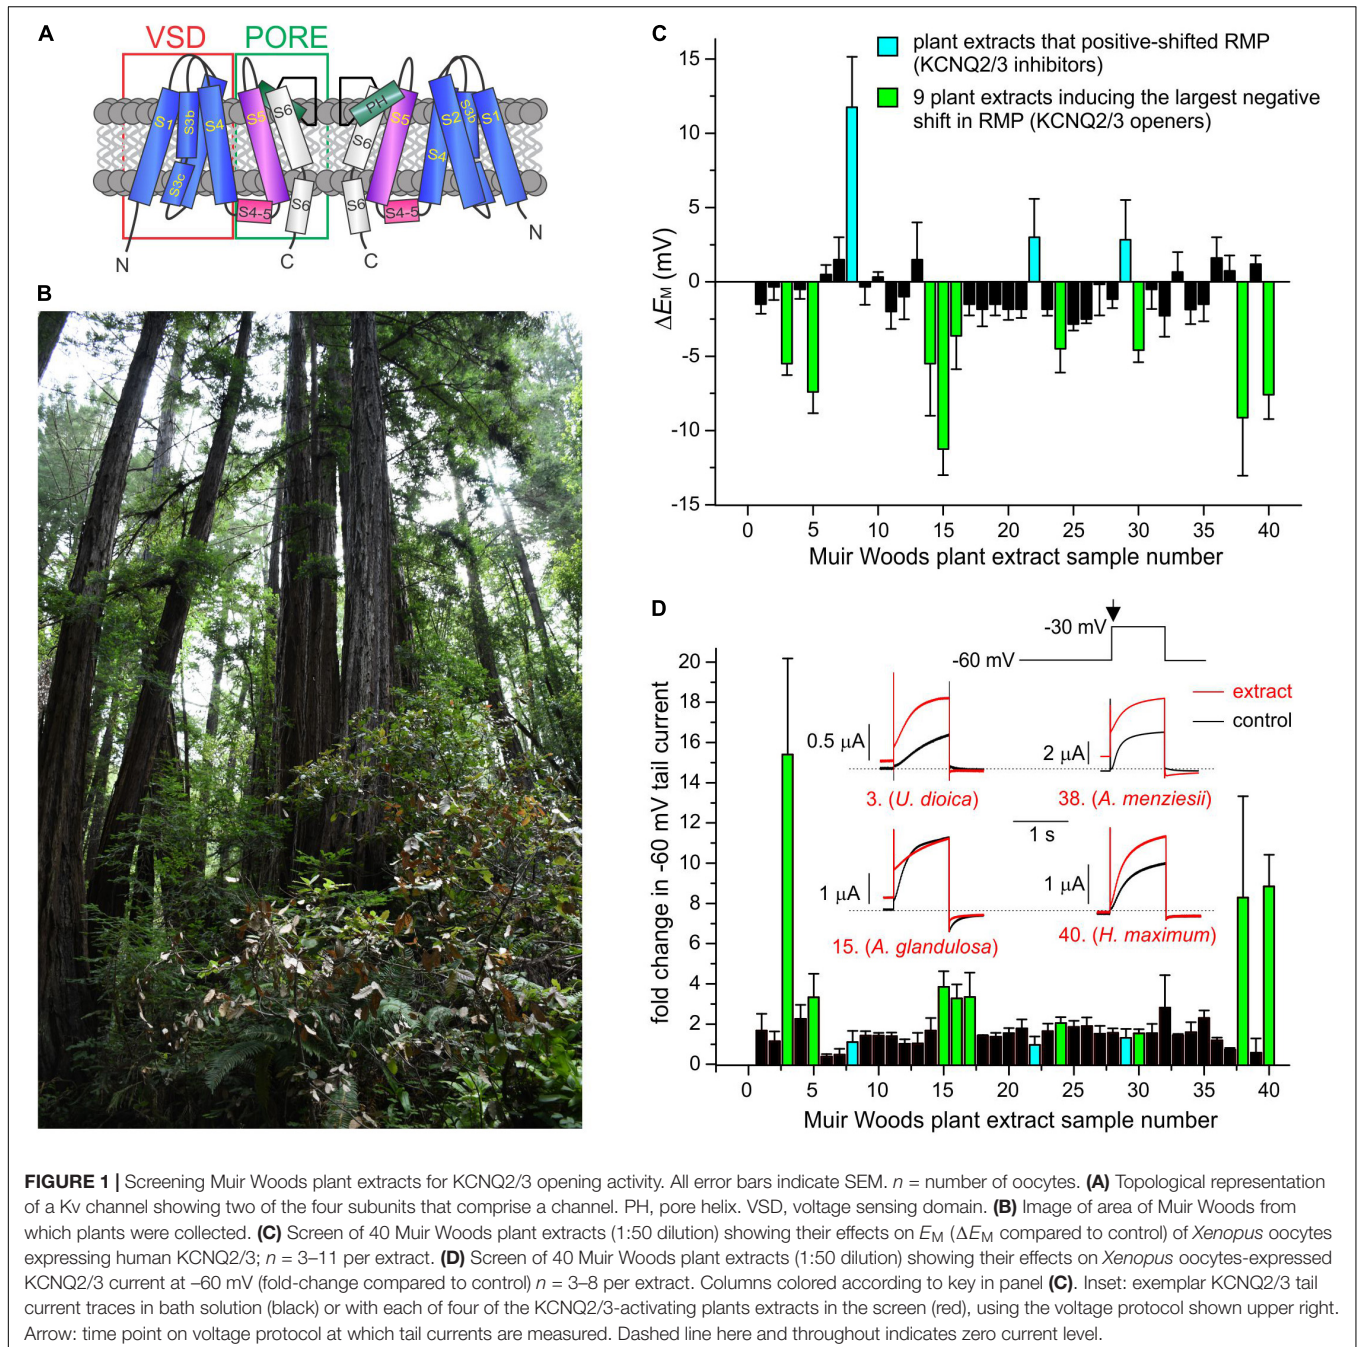 A
VSD
PORE
S1
S3b
S3c
S4
S5
S6
S6
S4-5
PH
S6
S6
S5
S4-5
S4
S2
S3b
S1
N
C
C
N
B
C
plant extracts that positive-shifted RMP
(KCNQ2/3 inhibitors)
9 plant extracts inducing the largest negative
shift in RMP (KCNQ2/3 openers)
15
10
5
0
-5
-10
-15
ΔEM (mV)
0 5 10 15 20 25 30 35 40
Muir Woods plant extract sample number
D
-30 mV
-60 mV
extract
control
20
18
16
14
12
10
8
6
4
2
0
fold change in -60 mV tail current
0.5 μA
2 μA
3. (U. dioica)
38. (A. menziesii)
1 s
1 μA
1 μA
15. (A. glandulosa)
40. (H. maximum)
0 5 10 15 20 25 30 35 40
Muir Woods plant extract sample number
FIGURE 1 | Screening Muir Woods plant extracts for KCNQ2/3 opening activity. All error bars indicate SEM. n = number of oocytes. (A) Topological representation
of a Kv channel showing two of the four subunits that comprise a channel. PH, pore helix. VSD, voltage sensing domain. (B) Image of area of Muir Woods from
which plants were collected. (C) Screen of 40 Muir Woods plant extracts (1:50 dilution) showing their effects on EM (ΔEM compared to control) of Xenopus oocytes
expressing human KCNQ2/3; n = 3–11 per extract. (D) Screen of 40 Muir Woods plant extracts (1:50 dilution) showing their effects on Xenopus oocytes-expressed
KCNQ2/3 current at –60 mV (fold-change compared to control) n = 3–8 per extract. Columns colored according to key in panel (C). Inset: exemplar KCNQ2/3 tail
current traces in bath solution (black) or with each of four of the KCNQ2/3-activating plants extracts in the screen (red), using the voltage protocol shown upper right.
Arrow: time point on voltage protocol at which tail currents are measured. Dashed line here and throughout indicates zero current level.